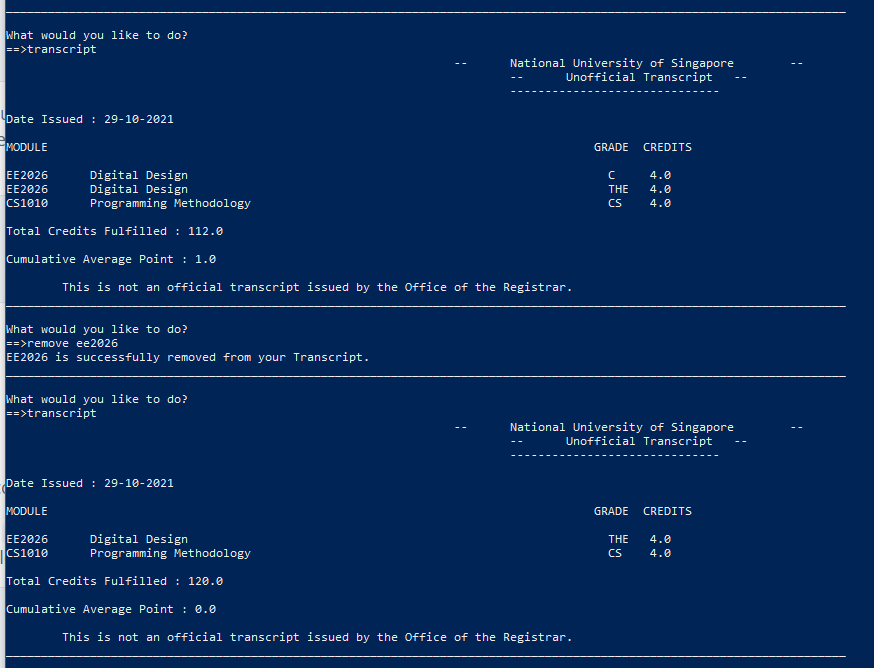 What would you like to do?
==>transcript
-- National University of Singapore --
-- Unofficial Transcript --
------------------------------
Date Issued : 29-10-2021
MODULE GRADE CREDITS
EE2026 Digital Design C 4.0
EE2026 Digital Design THE 4.0
CS1010 Programming Methodology CS 4.0
Total Credits Fulfilled : 112.0
Cumulative Average Point : 1.0
This is not an official transcript issued by the Office of the Registrar.
What would you like to do?
==>remove ee2026
EE2026 is successfully removed from your Transcript.
What would you like to do?
==>transcript
-- National University of Singapore --
-- Unofficial Transcript --
------------------------------
Date Issued : 29-10-2021
MODULE GRADE CREDITS
EE2026 Digital Design THE 4.0
CS1010 Programming Methodology CS 4.0
Total Credits Fulfilled : 120.0
Cumulative Average Point : 0.0
This is not an official transcript issued by the Office of the Registrar.